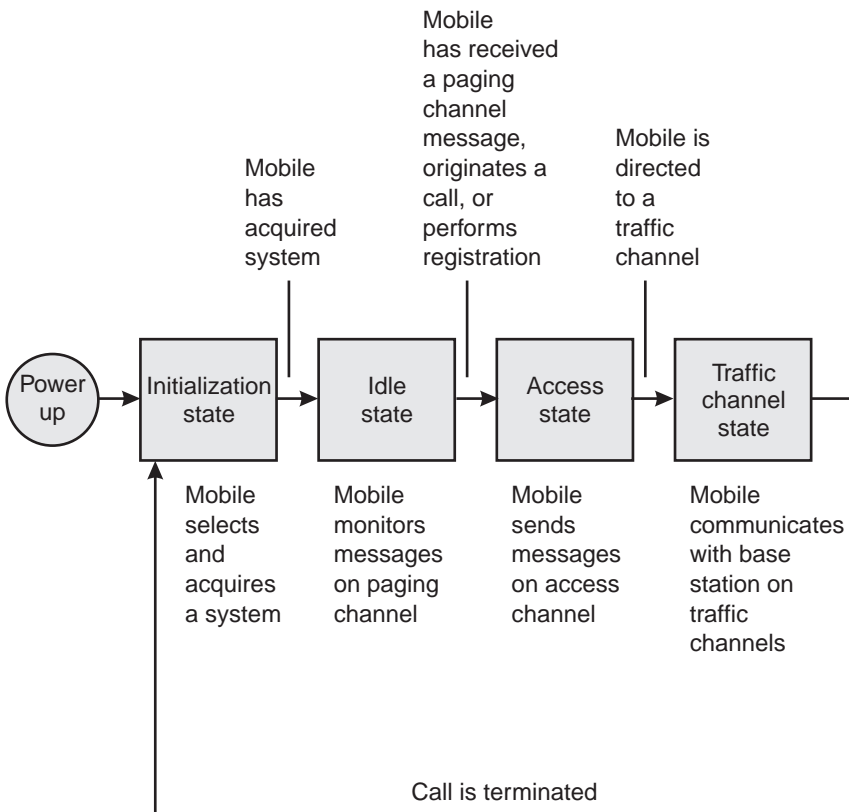 Mobile
has received
a paging
channel
message,
originates a
call, or
performs
registration
Mobile
has
acquired
system
Mobile is
directed
to a
traffic
channel
Power
up
Initialization
state
Idle
state
Access
state
Traffic
channel
state
Mobile
selects
and
acquires
a system
Mobile
monitors
messages
on paging
channel
Mobile
sends
messages
on access
channel
Mobile
communicates
with base
station on
traffic
channels
Call is terminated